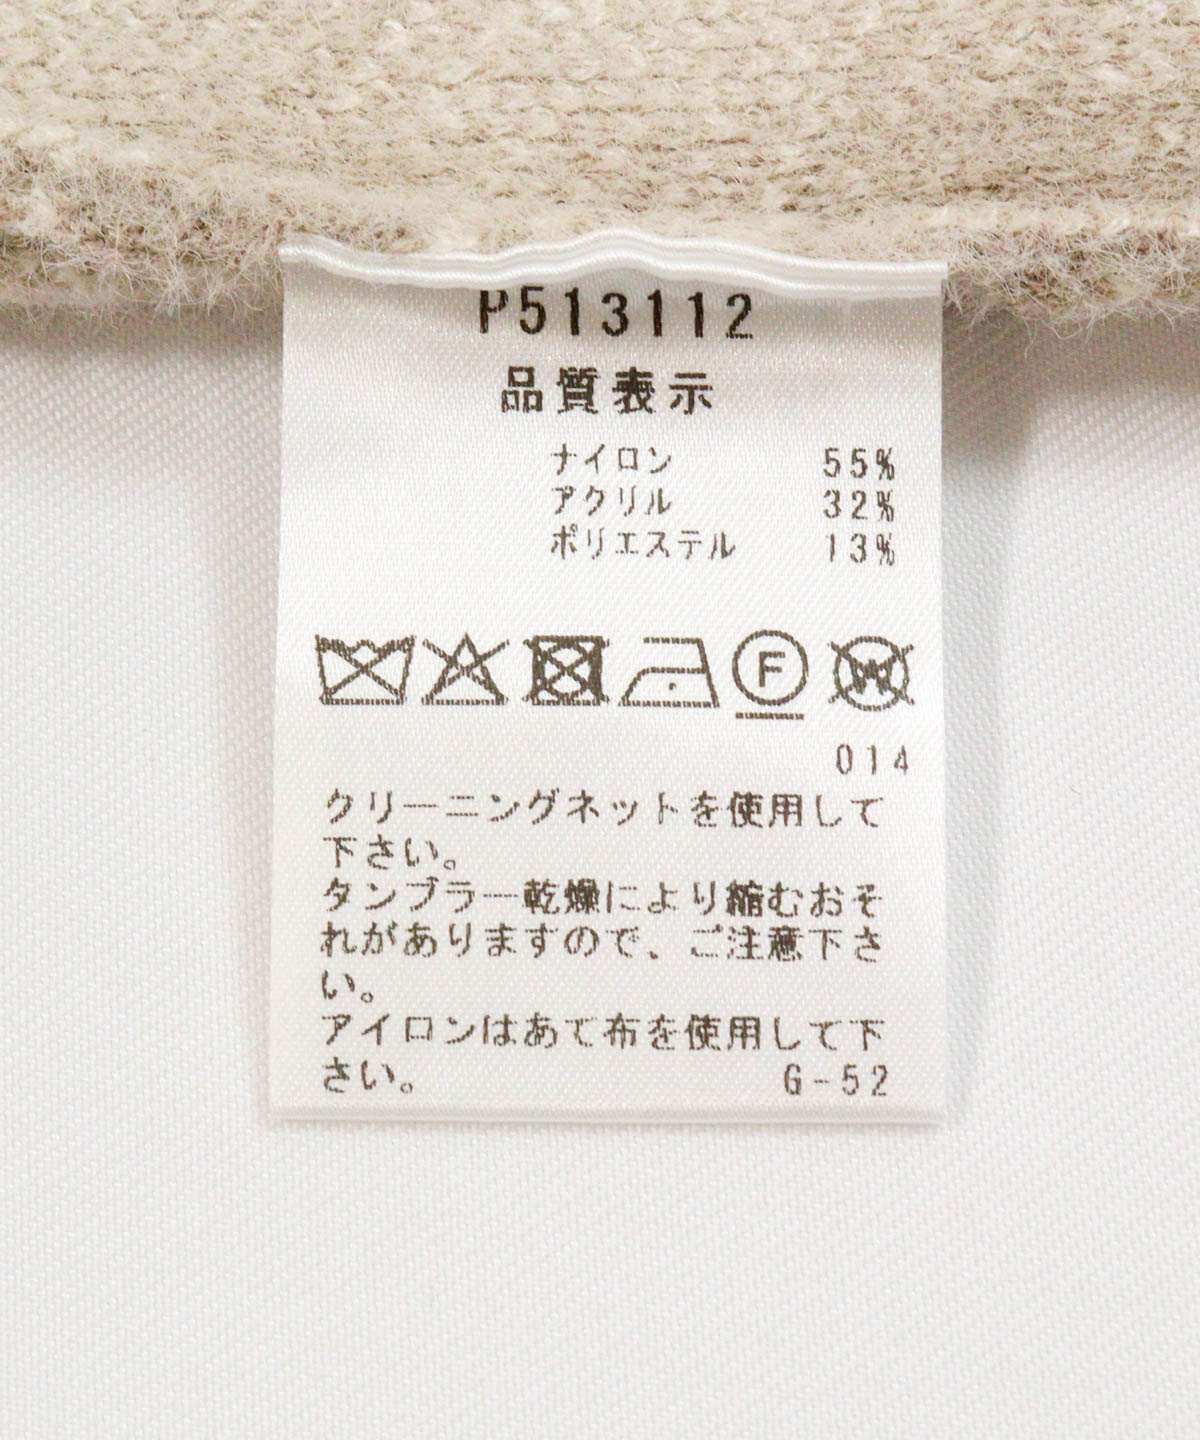 P513112
品質表示
ナイロン 55%
アクリル 32%
ポリエステル 13%
F W
014
クリーニングネットを使用して
下さい。
タンブラー乾燥により縮むおそ
れがありますので、ご注意下さ
い。
アイロンはあて布を使用して下
さい。 G-52